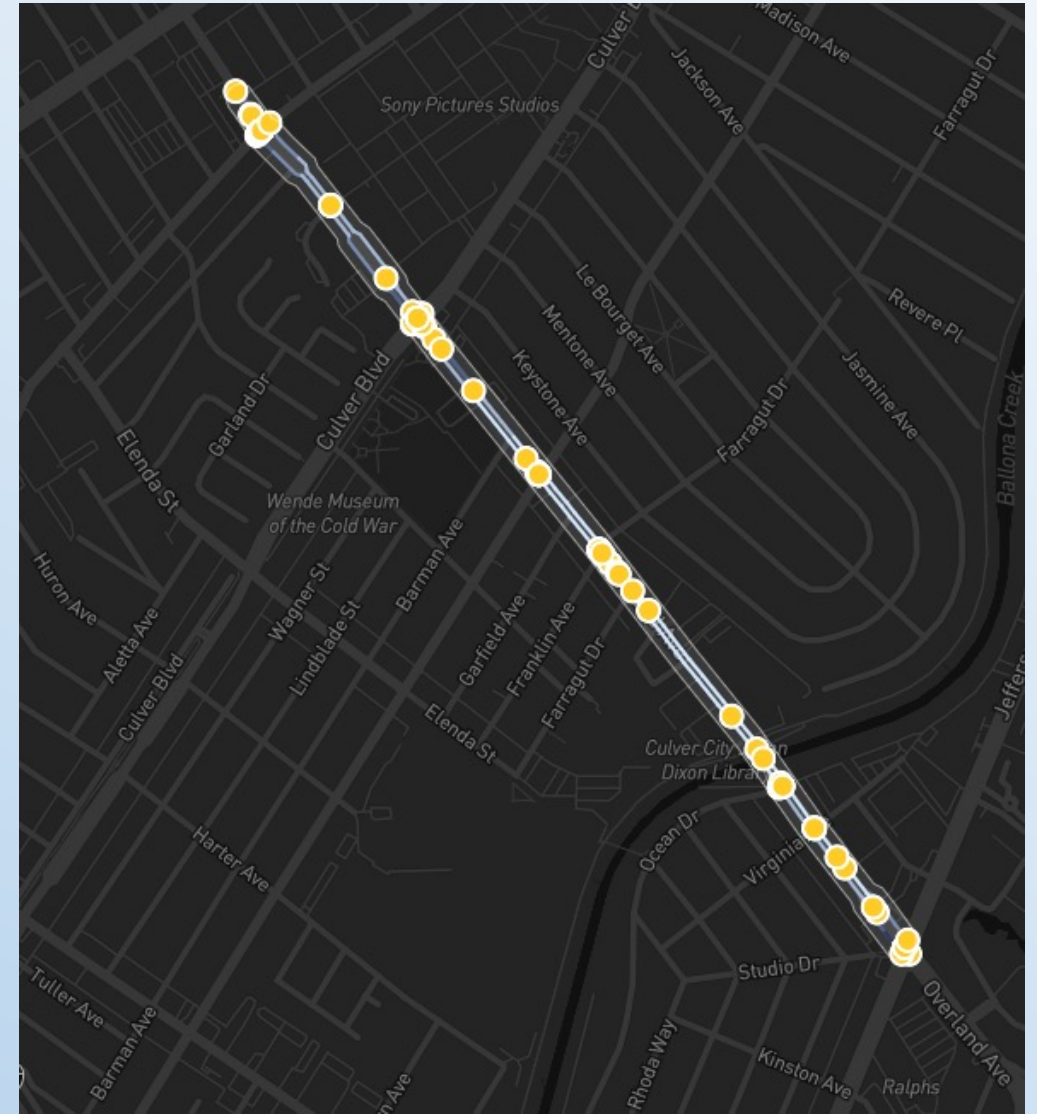 Madison Ave
Culver
Jackson Ave
Farragut Dr
Sony Pictures Studios
Le Bourget Ave
Revere Pl
Mentone Ave
Keystone Ave
Jasmine Ave
Farragut Dr
Ballona Creek
Garland Dr
Culver Blvd
Elenda St
Wende Museum
of the Cold War
Barman Ave
Huron Ave
Wagner St
Aletta Ave
Lindblade St
Garfield Ave
Franklin Ave
Farragut Dr
Culver Blvd
Elenda St
Culver City
Dixon
Harter Ave
Ocean Dr
Virginia
Studio Dr
Overland Ave
Tuller Ave
Barman Ave
Rhoda Way
Kinston Ave
Ralphs
Ave